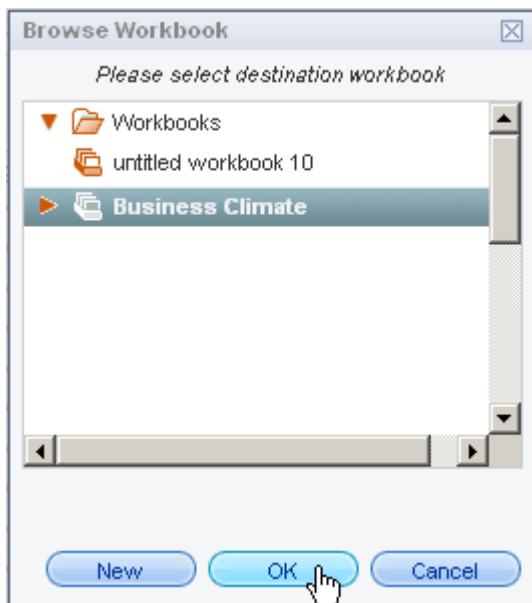 Browse Workbook
Please select destination workbook
Workbooks
untitled workbook 10
Business Climate
New OK Cancel